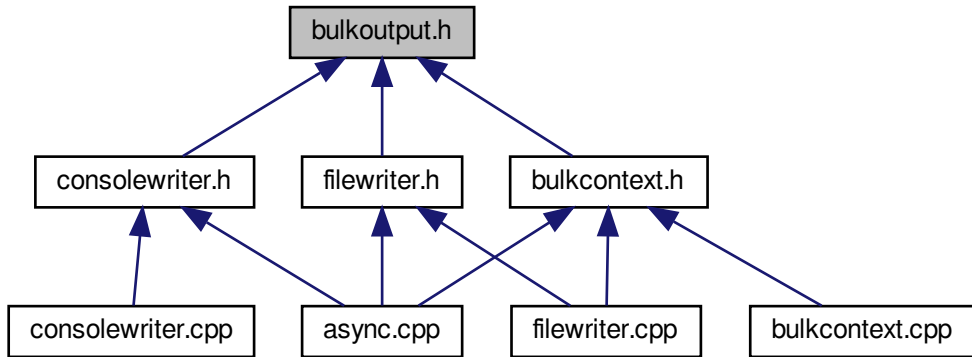 bulkoutput.h
consolewriter.h
filewriter.h
bulkcontext.h
consolewriter.cpp
async.cpp
filewriter.cpp
bulkcontext.cpp